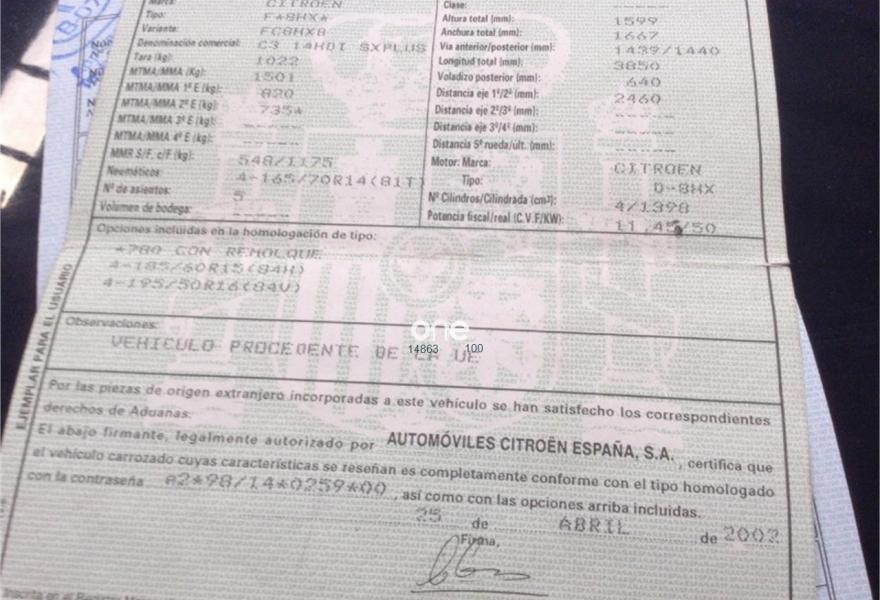 Marca: CITROEN
Tipo: FA8HX*
Variante: FC8HX8
Denominación comercial: C3 14HDI SXPLUS
Tara (kg): 1022
MTMA/MMA (Kg): 1501
MTMA/MMA 1º E (kg): 820
MTMA/MMA 2º E (kg): 735*
MTMA/MMA 3º E (kg): -----
MTMA/MMA 4º E (kg): -----
MMR S/F. c/F (kg): 548/1175
Neumáticos: 4-165/70R14(81T)
Nº de asientos: 5
Volumen de bodega: -----
Clase: -----
Altura total (mm): 1599
Anchura total (mm): 1667
Vía anterior/posterior (mm): 1439/1440
Longitud total (mm): 3850
Voladizo posterior (mm): 640
Distancia eje 1º/2º (mm): 2460
Distancia eje 2º/3º (mm): -----
Distancia eje 3º/4º (mm): -----
Distancia 5ª rueda/últ. (mm): -----
Motor: Marca: CITROEN
Tipo: D-8HX
Nº Cilindros/Cilindrada (cm³): 4/1398
Potencia fiscal/real (C.V.F/KW): 11,45/50
Opciones incluidas en la homologación de tipo:
*780 CON REMOLQUE
4-185/60R15(84H)
4-195/50R16(84V)
EJEMPLAR PARA EL USUARIO
Observaciones:
VEHICULO PROCEDENTE DE LA UE
one
14863 100
Por las piezas de origen extranjero incorporadas a este vehículo se han satisfecho los correspondientes
derechos de Aduanas.
El abajo firmante, legalmente autorizado por AUTOMÓVILES CITROËN ESPAÑA, S.A. , certifica que
el vehículo carrozado cuyas características se reseñan es completamente conforme con el tipo homologado
con la contraseña e2*98/14*0259*00 , así como con las opciones arriba incluidas.
25 de ABRIL de 2002
Firma,